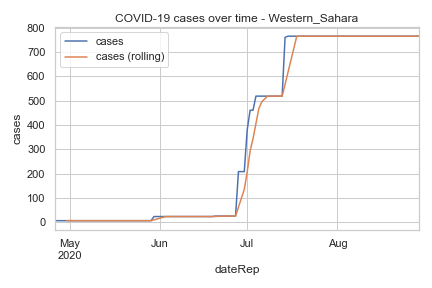 COVID-19 cases over time - Western_Sahara
cases
cases (rolling)
800
700
600
500
400
300
200
100
0
cases
May
2020
Jun
Jul
Aug
dateRep